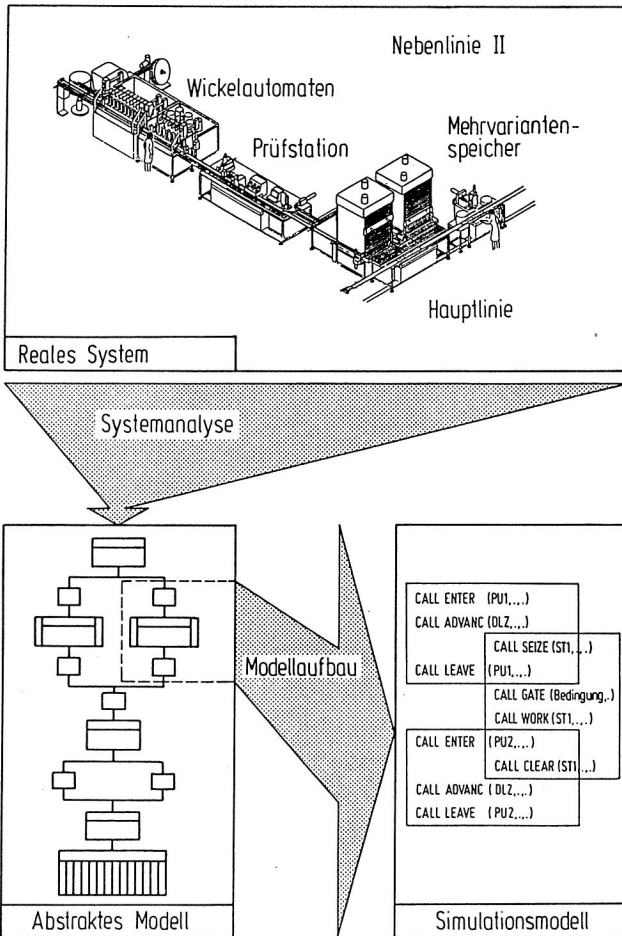 Nebenlinie II
Wickelautomaten
Prüfstation
Mehrvarianten-
speicher
Hauptlinie
Reales System
Systemanalyse
Modellaufbau
Abstraktes Modell
CALL ENTER (PU1,.,.)
CALL ADVANC (DLZ,.,.)
CALL SEIZE (ST1,.,.)
CALL LEAVE (PU1,.,.)
CALL GATE (Bedingung,.)
CALL WORK (ST1,.,.)
CALL ENTER (PU2,.,.)
CALL CLEAR (ST1,.,.)
CALL ADVANC (DLZ,.,.)
CALL LEAVE (PU2,.,.)
Simulationsmodell